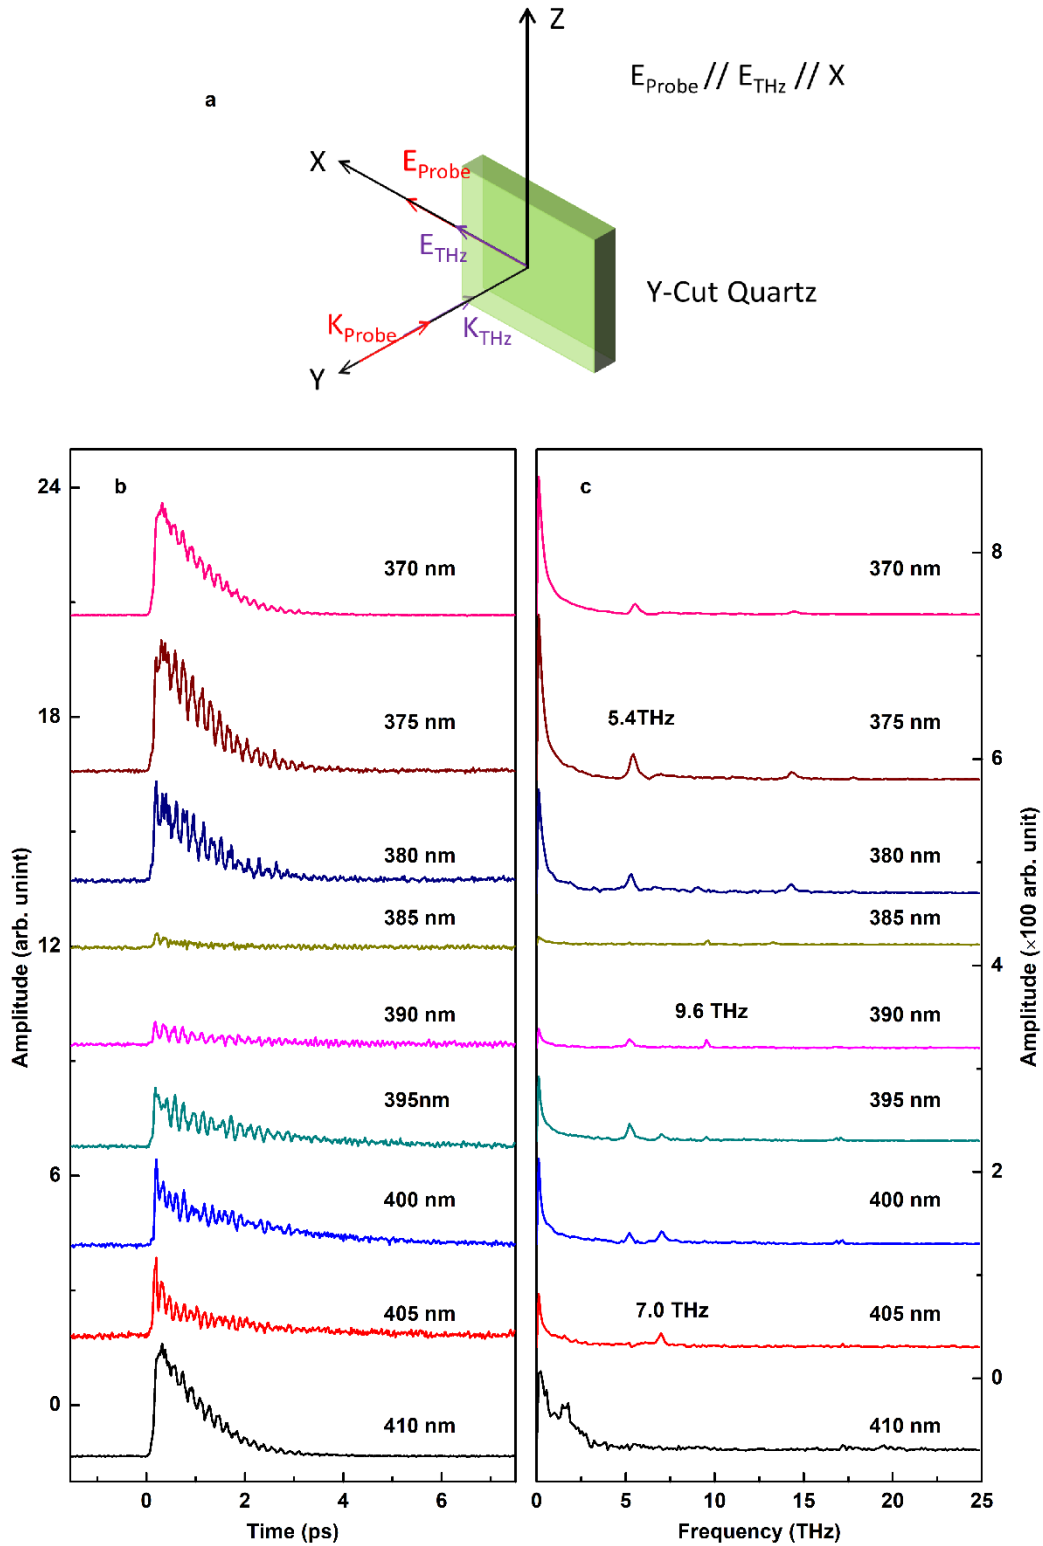 Z
E_Probe // E_THz // X
a
X
E_Probe
E_THz
Y-Cut Quartz
K_Probe
K_THz
Y
b
24
18
12
6
0
370 nm
375 nm
380 nm
385 nm
390 nm
395nm
400 nm
405 nm
410 nm
Amplitude (arb. unint)
0
2
4
6
Time (ps)
c
370 nm
5.4THz
375 nm
380 nm
385 nm
9.6 THz
390 nm
395 nm
400 nm
7.0 THz
405 nm
410 nm
8
6
4
2
0
Amplitude (×100 arb. unit)
0
5
10
15
20
25
Frequency (THz)